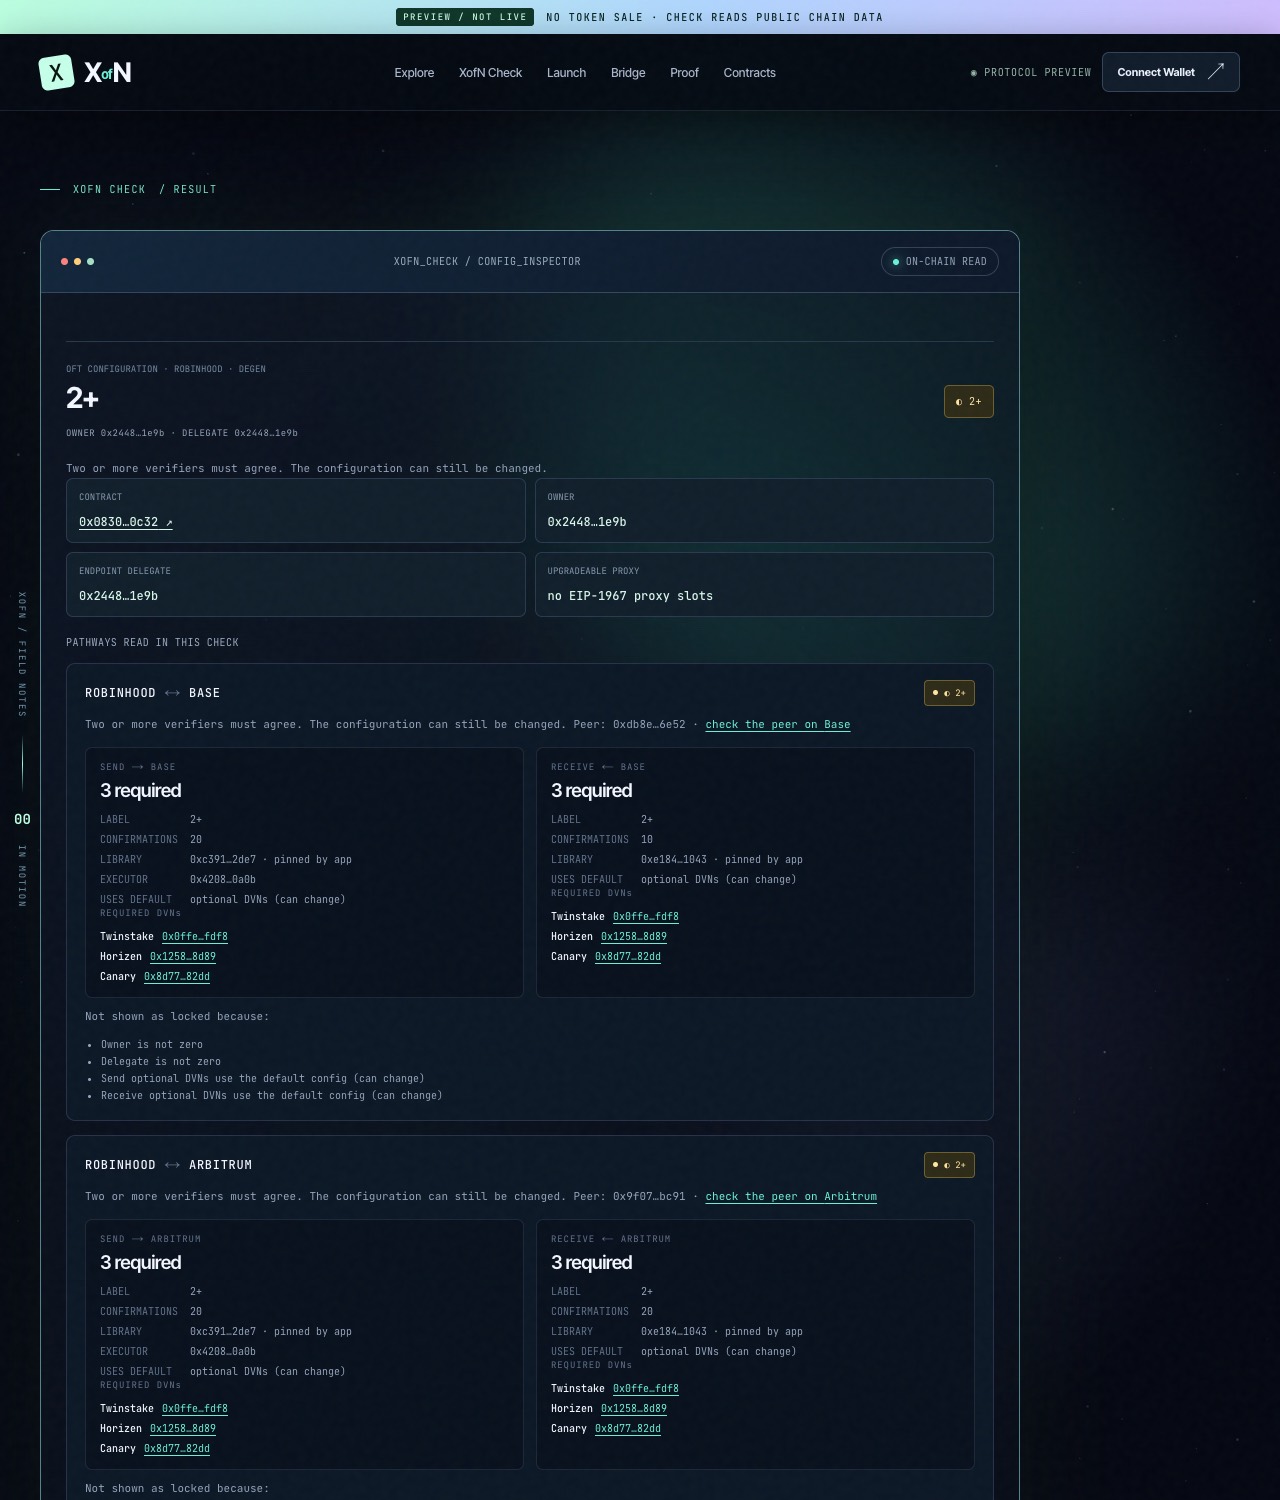 PREVIEW / NOT LIVE NO TOKEN SALE · CHECK READS PUBLIC CHAIN DATA
X XofN Explore XofN Check Launch Bridge Proof Contracts ◉ PROTOCOL PREVIEW Connect Wallet
XOFN CHECK / RESULT
XOFN_CHECK / CONFIG_INSPECTOR ON-CHAIN READ
OFT CONFIGURATION · ROBINHOOD · DEGEN
2+
◐ 2+
OWNER 0x2448…1e9b · DELEGATE 0x2448…1e9b
Two or more verifiers must agree. The configuration can still be changed.
CONTRACT
0x0830…0c32 ↗
OWNER
0x2448…1e9b
ENDPOINT DELEGATE
0x2448…1e9b
UPGRADEABLE PROXY
no EIP-1967 proxy slots
PATHWAYS READ IN THIS CHECK
ROBINHOOD ⟷ BASE ◐ 2+
Two or more verifiers must agree. The configuration can still be changed. Peer: 0xdb8e…6e52 · check the peer on Base
SEND ⟶ BASE
3 required
LABEL 2+
CONFIRMATIONS 20
LIBRARY 0xc391…2de7 · pinned by app
EXECUTOR 0x4208…0a0b
USES DEFAULT optional DVNs (can change)
REQUIRED DVNs
Twinstake 0x0ffe…fdf8
Horizen 0x1258…8d89
Canary 0x8d77…82dd
RECEIVE ⟵ BASE
3 required
LABEL 2+
CONFIRMATIONS 10
LIBRARY 0xe184…1043 · pinned by app
USES DEFAULT optional DVNs (can change)
REQUIRED DVNs
Twinstake 0x0ffe…fdf8
Horizen 0x1258…8d89
Canary 0x8d77…82dd
Not shown as locked because:
• Owner is not zero
• Delegate is not zero
• Send optional DVNs use the default config (can change)
• Receive optional DVNs use the default config (can change)
ROBINHOOD ⟷ ARBITRUM ◐ 2+
Two or more verifiers must agree. The configuration can still be changed. Peer: 0x9f07…bc91 · check the peer on Arbitrum
SEND ⟶ ARBITRUM
3 required
LABEL 2+
CONFIRMATIONS 20
LIBRARY 0xc391…2de7 · pinned by app
EXECUTOR 0x4208…0a0b
USES DEFAULT optional DVNs (can change)
REQUIRED DVNs
Twinstake 0x0ffe…fdf8
Horizen 0x1258…8d89
Canary 0x8d77…82dd
RECEIVE ⟵ ARBITRUM
3 required
LABEL 2+
CONFIRMATIONS 20
LIBRARY 0xe184…1043 · pinned by app
USES DEFAULT optional DVNs (can change)
REQUIRED DVNs
Twinstake 0x0ffe…fdf8
Horizen 0x1258…8d89
Canary 0x8d77…82dd
Not shown as locked because:
XOFN / FIELD NOTES
00
IN MOTION